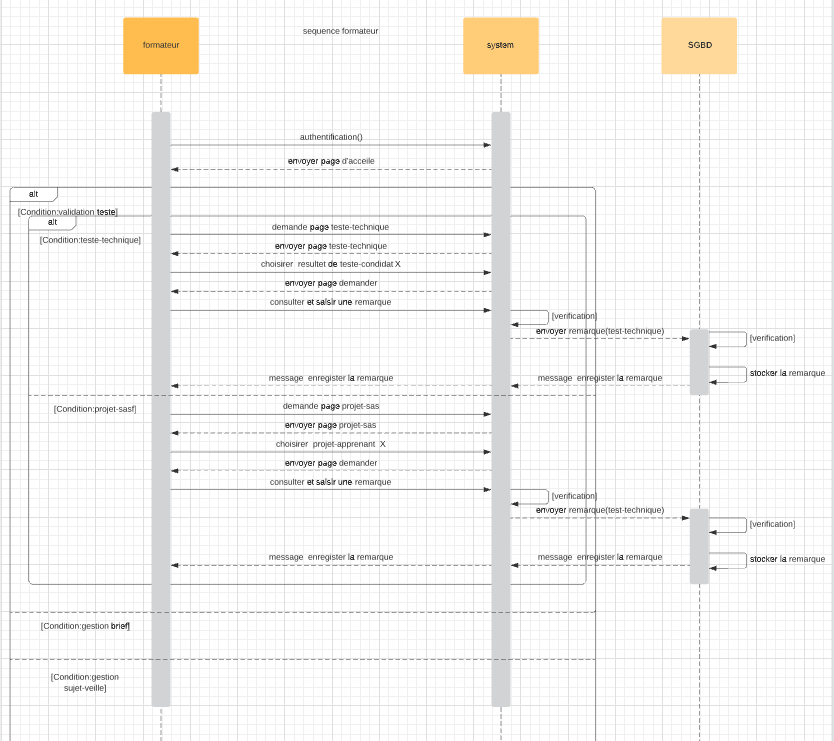 sequence formateur
formateur
system
SGBD
authentification()
envoyer page d'acceile
alt
[Condition:validation teste]
alt
demande page teste-technique
[Condition:teste-technique]
envoyer page teste-technique
choisirer resultet de teste-condidat X
envoyer page demander
consulter et saisir une remarque
[verification]
envoyer remarque(test-technique)
[verification]
stocker la remarque
message enregister la remarque
message enregister la remarque
[Condition:projet-sasf]
demande page projet-sas
envoyer page projet-sas
choisirer projet-apprenant X
envoyer page demander
consulter et saisir une remarque
[verification]
envoyer remarque(test-technique)
[verification]
message enregister la remarque
message enregister la remarque
stocker la remarque
[Condition:gestion brief]
[Condition:gestion
sujet-veille]